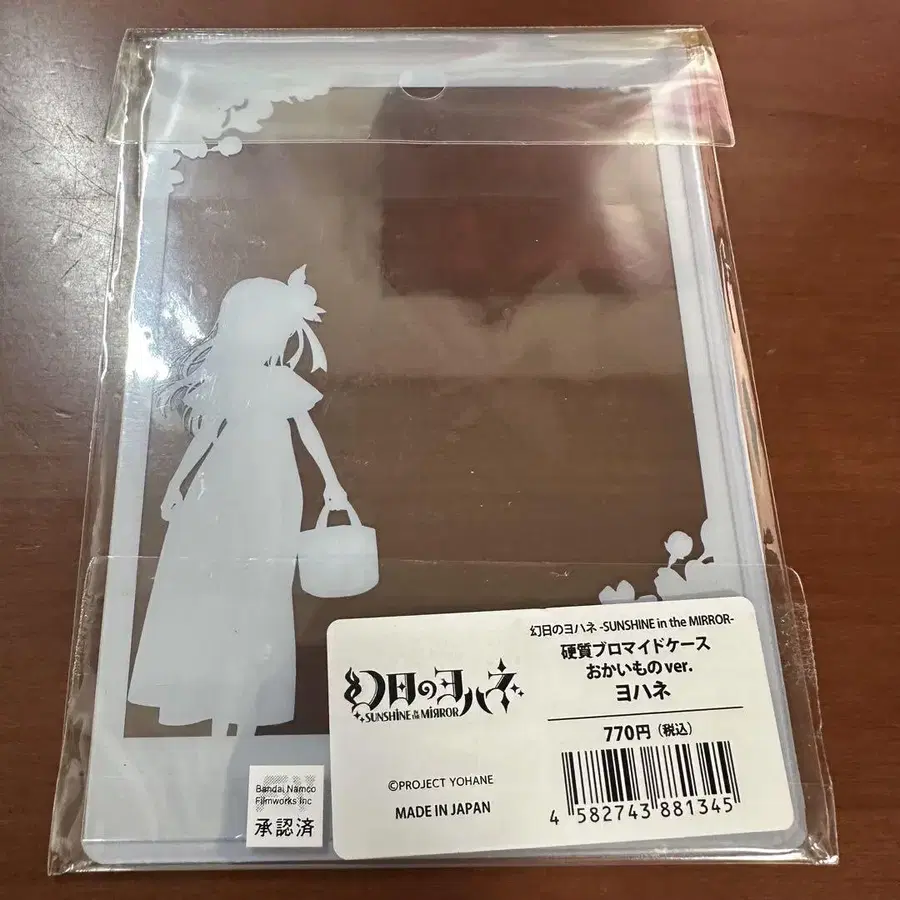 幻日のヨハネ -SUNSHINE in the MIRROR-
硬質ブロマイドケース
おかいものver.
ヨハネ
770円（税込）
4 582743 881345
幻日のヨハネ
SUNSHINE IN THE MIRROR
©PROJECT YOHANE
MADE IN JAPAN
Bandai Namco
Filmworks Inc
承認済